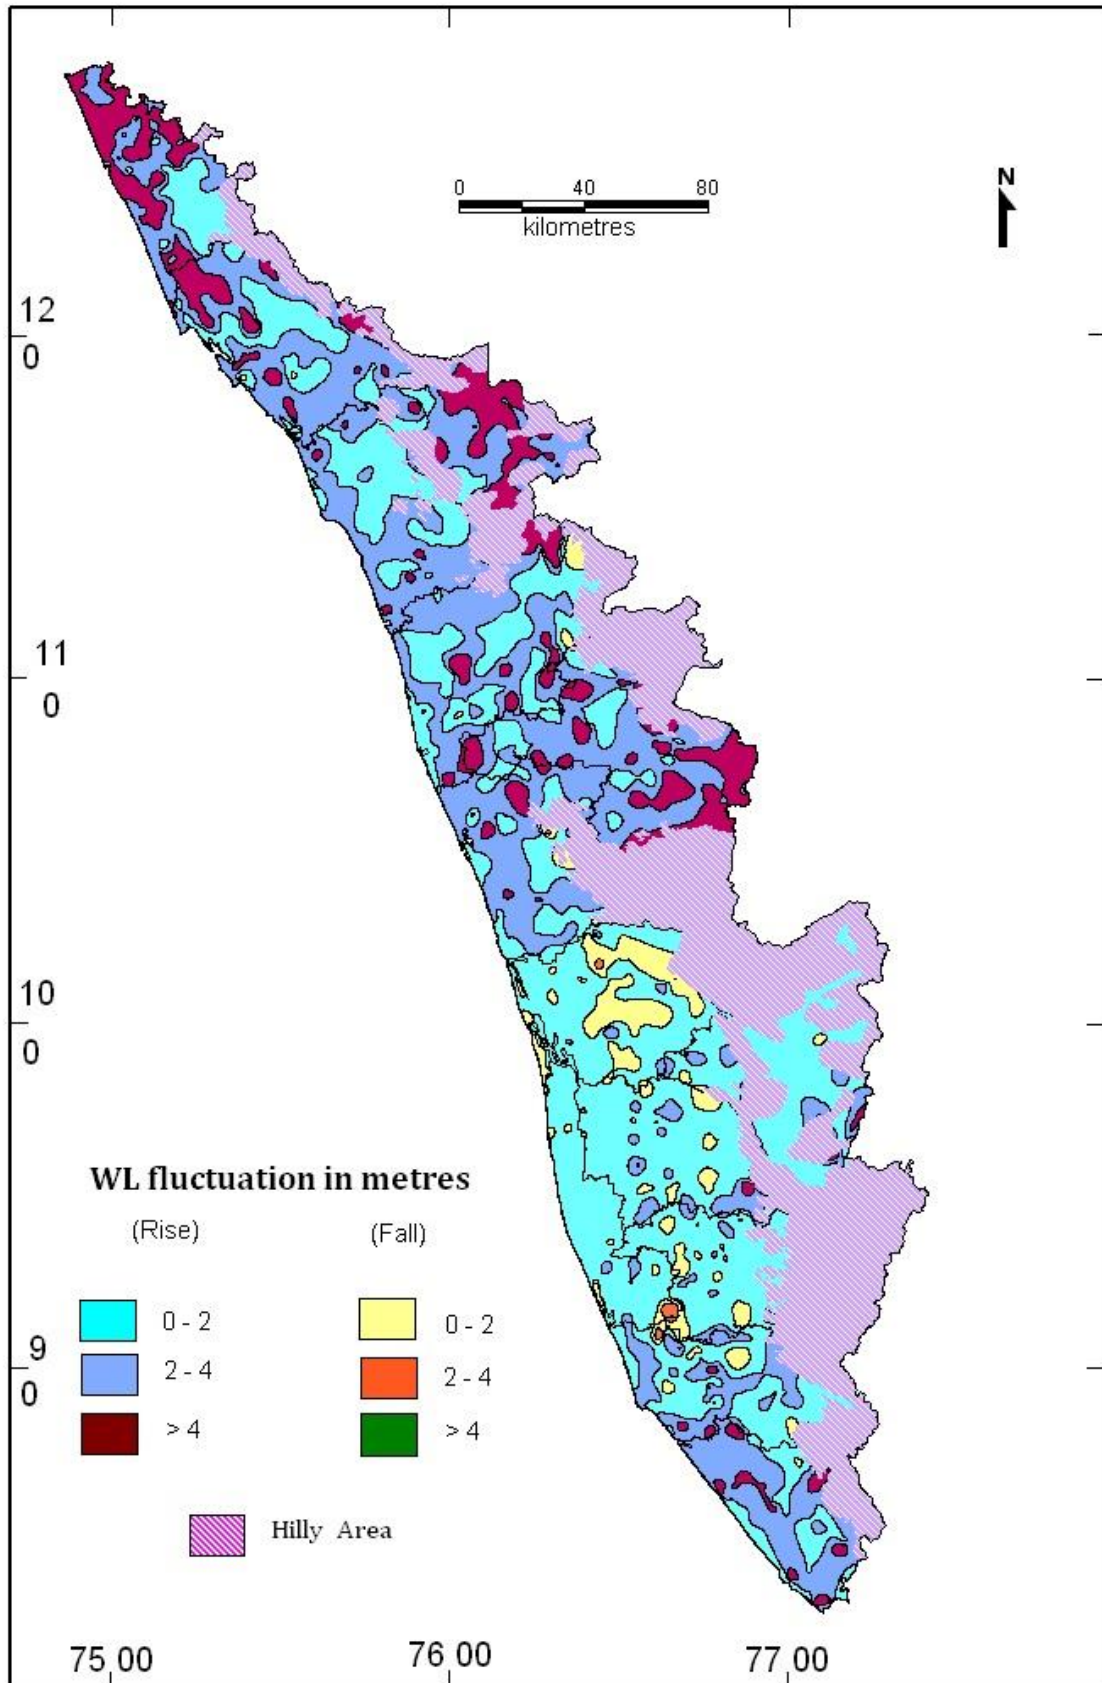 N
0 40 80
kilometres
12
0
11
0
10
0
WL fluctuation in metres
(Rise) (Fall)
0 - 2 0 - 2
2 - 4 2 - 4
> 4 > 4
9
0
Hilly Area
75 00 76 00 77 00